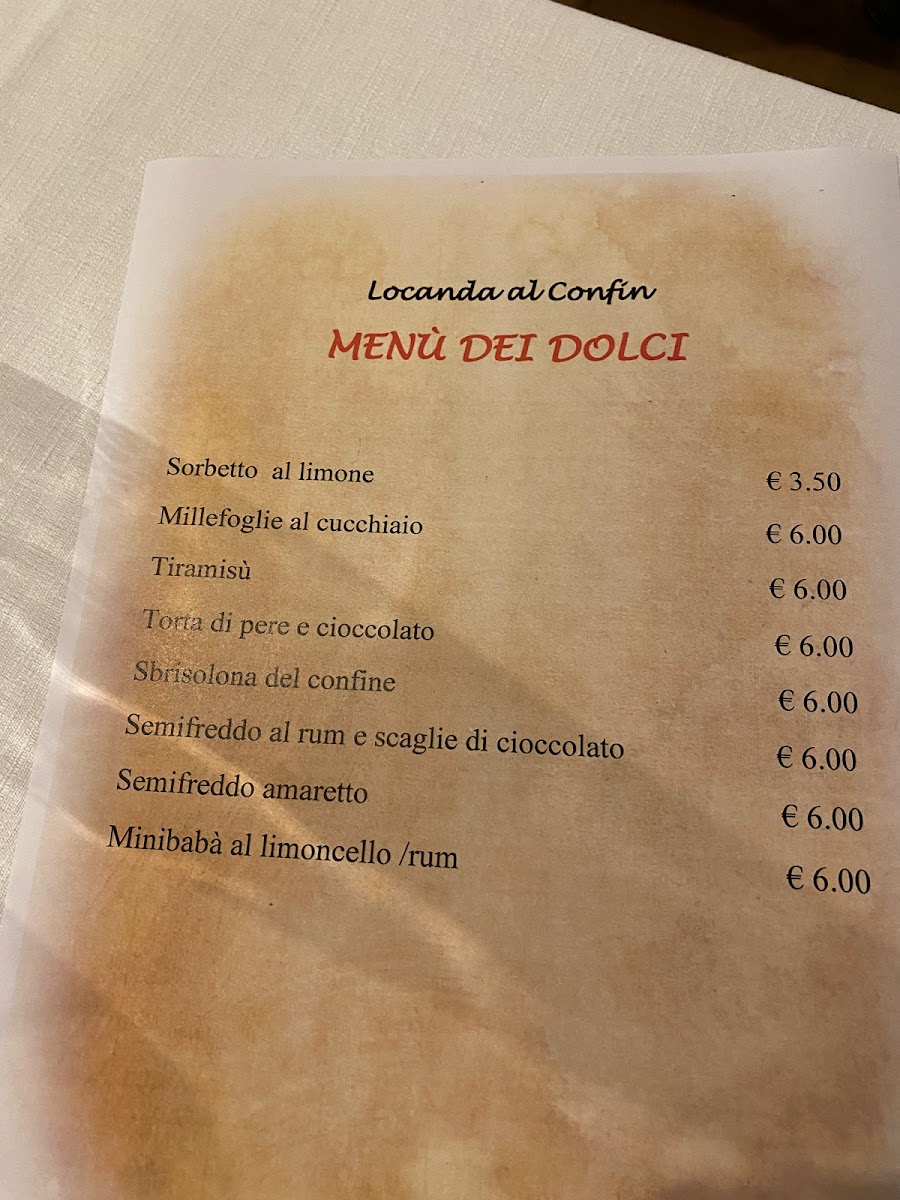 Locanda al Confin
MENÙ DEI DOLCI
Sorbetto al limone € 3.50
Millefoglie al cucchiaio € 6.00
Tiramisù € 6.00
Torta di pere e cioccolato € 6.00
Sbrisolona del confine € 6.00
Semifreddo al rum e scaglie di cioccolato € 6.00
Semifreddo amaretto € 6.00
Minibabà al limoncello /rum € 6.00